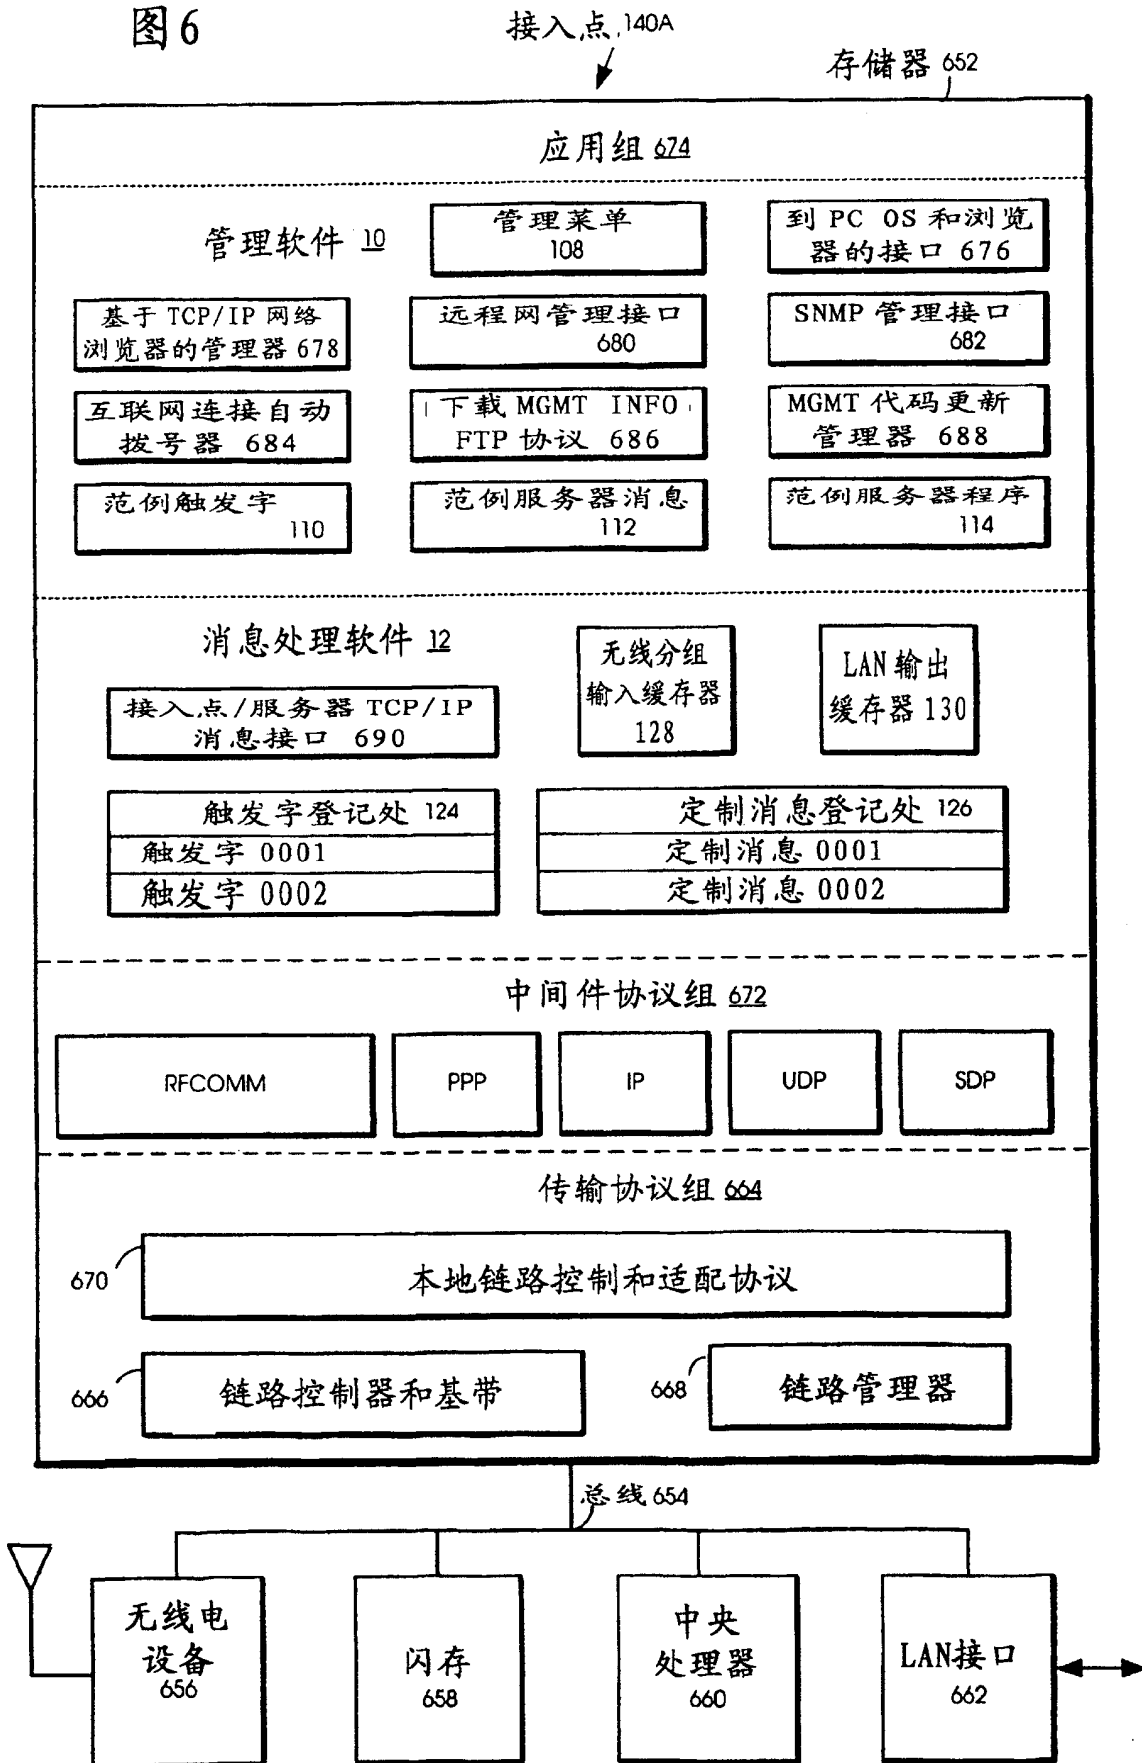 图6
接入点 140A
存储器 652
应用组 674
管理软件 10
管理菜单
108
到 PC OS 和浏览
器的接口 676
基于 TCP/IP 网络
浏览器的管理器 678
远程网管理接口
680
SNMP 管理接口
682
互联网连接自动
拨号器 684
下载 MGMT INFO
FTP 协议 686
MGMT 代码更新
管理器 688
范例触发字
110
范例服务器消息
112
范例服务器程序
114
消息处理软件 12
无线分组
输入缓存器
128
LAN 输出
缓存器 130
接入点/服务器 TCP/IP
消息接口 690
触发字登记处 124
触发字 0001
触发字 0002
定制消息登记处 126
定制消息 0001
定制消息 0002
中间件协议组 672
RFCOMM
PPP
IP
UDP
SDP
传输协议组 664
670
本地链路控制和适配协议
666
链路控制器和基带
668
链路管理器
总线 654
无线电
设备
656
闪存
658
中央
处理器
660
LAN接口
662